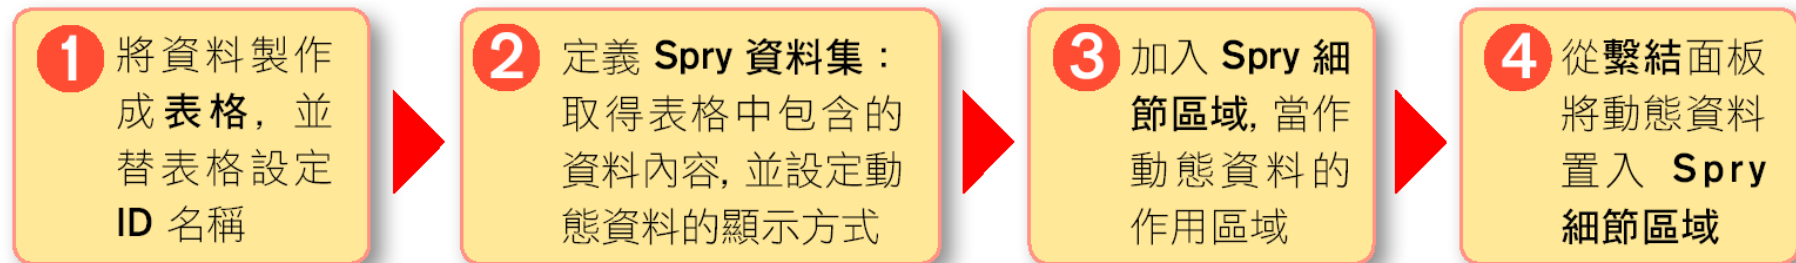 1
將資料製作
成表格，並
替表格設定
ID 名稱
2
定義 Spry 資料集：
取得表格中包含的
資料內容，並設定動
態資料的顯示方式
3
加入 Spry 細
節區域，當作
動態資料的
作用區域
4
從繫結面板
將動態資料
置入 Spry
細節區域